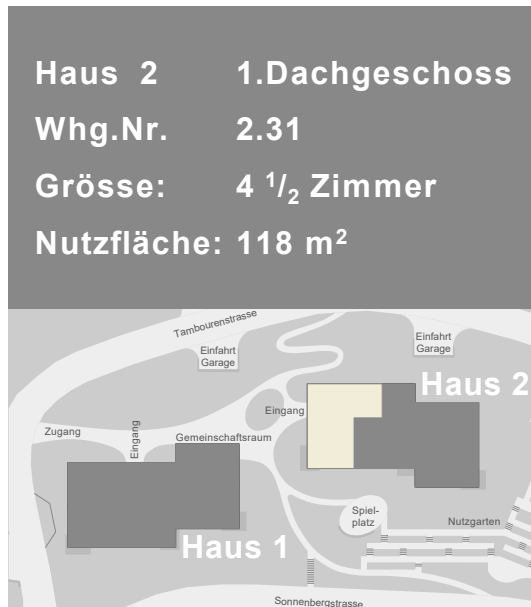 Haus 2 1.Dachgeschoss
Whg.Nr. 2.31
Grösse: 4 ¹/₂ Zimmer
Nutzfläche: 118 m²
Tambourenstrasse
Einfahrt
Garage
Einfahrt
Garage
Haus 2
Eingang
Zugang
Eingang
Gemeinschaftsraum
Spiel-
platz
Nutzgarten
Haus 1
Sonnenbergstrasse